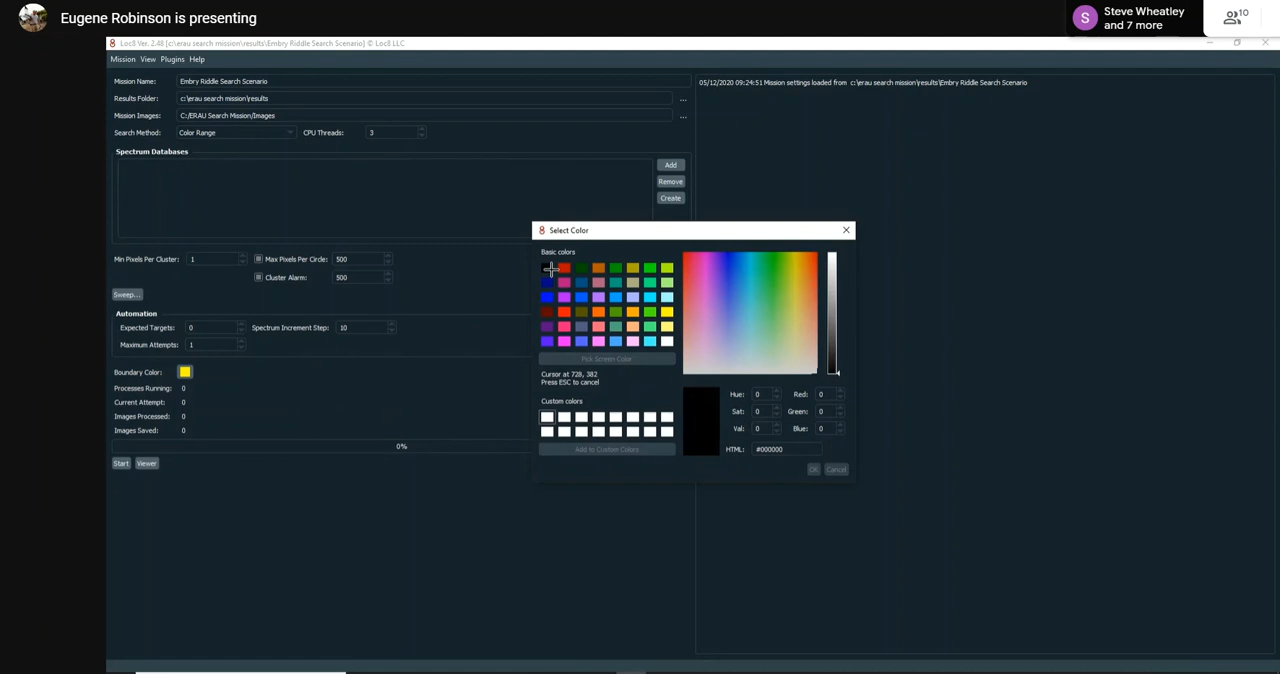 Eugene Robinson is presenting
S
Steve Wheatley
and 7 more
10
8 Loc8 Ver. 2.48 [c:\erau search mission\results\Embry Riddle Search Scenario] © Loc8 LLC
Mission View Plugins Help
Mission Name: Embry Riddle Search Scenario
Results Folder: c:\erau search mission\results ...
Mission Images: C:/ERAU Search Mission/Images ...
Search Method: Color Range CPU Threads: 3
Spectrum Databases
Add
Remove
Create
Min Pixels Per Cluster: 1 Max Pixels Per Circle: 500
Cluster Alarm: 500
Sweep...
Automation
Expected Targets: 0 Spectrum Increment Step: 10
Maximum Attempts: 1
Boundary Color:
Processes Running: 0
Current Attempt: 0
Images Processed: 0
Images Saved: 0
0%
Start Viewer
05/12/2020 09:24:51 Mission settings loaded from c:\erau search mission\results\Embry Riddle Search Scenario
8 Select Color
Basic colors
Pick Screen Color
Cursor at 728, 382
Press ESC to cancel
Custom colors
Add to Custom Colors
Hue: 0 Red: 0
Sat: 0 Green: 0
Val: 0 Blue: 0
HTML: #000000
OK Cancel